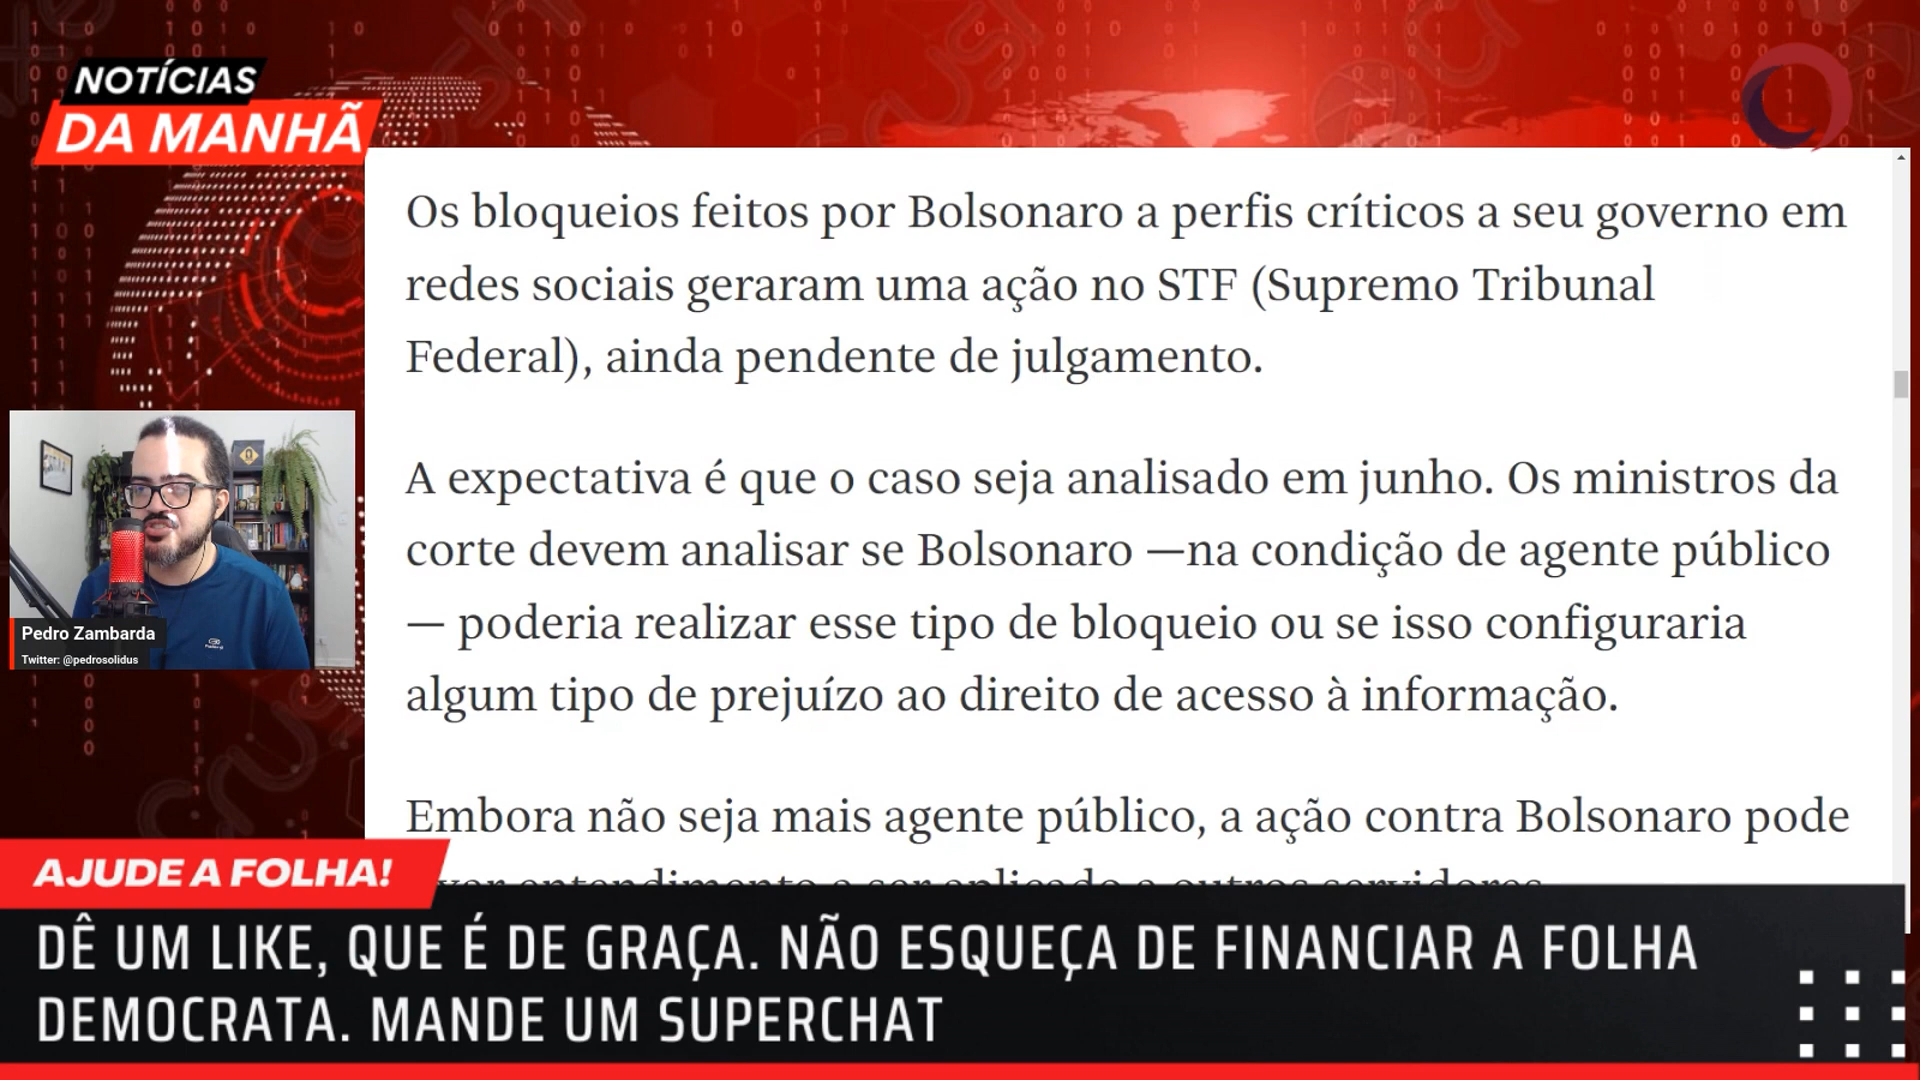 NOTÍCIAS
DA MANHÃ
Os bloqueios feitos por Bolsonaro a perfis críticos a seu governo em
redes sociais geraram uma ação no STF (Supremo Tribunal
Federal), ainda pendente de julgamento.
A expectativa é que o caso seja analisado em junho. Os ministros da
corte devem analisar se Bolsonaro —na condição de agente público
— poderia realizar esse tipo de bloqueio ou se isso configuraria
algum tipo de prejuízo ao direito de acesso à informação.
Embora não seja mais agente público, a ação contra Bolsonaro pode
entendimento a ser aplicado a outros servidores.
Pedro Zambarda
Twitter: @pedrosolidus
AJUDE A FOLHA!
DÊ UM LIKE, QUE É DE GRAÇA. NÃO ESQUEÇA DE FINANCIAR A FOLHA
DEMOCRATA. MANDE UM SUPERCHAT